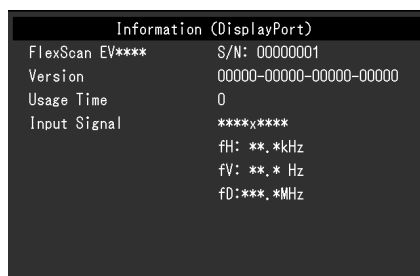 Information (DisplayPort)
FlexScan EV**** S/N: 00000001
Version 00000-00000-00000-00000
Usage Time 0
Input Signal ****x****
fH: **.*kHz
fV: **.* Hz
fD:***.*MHz